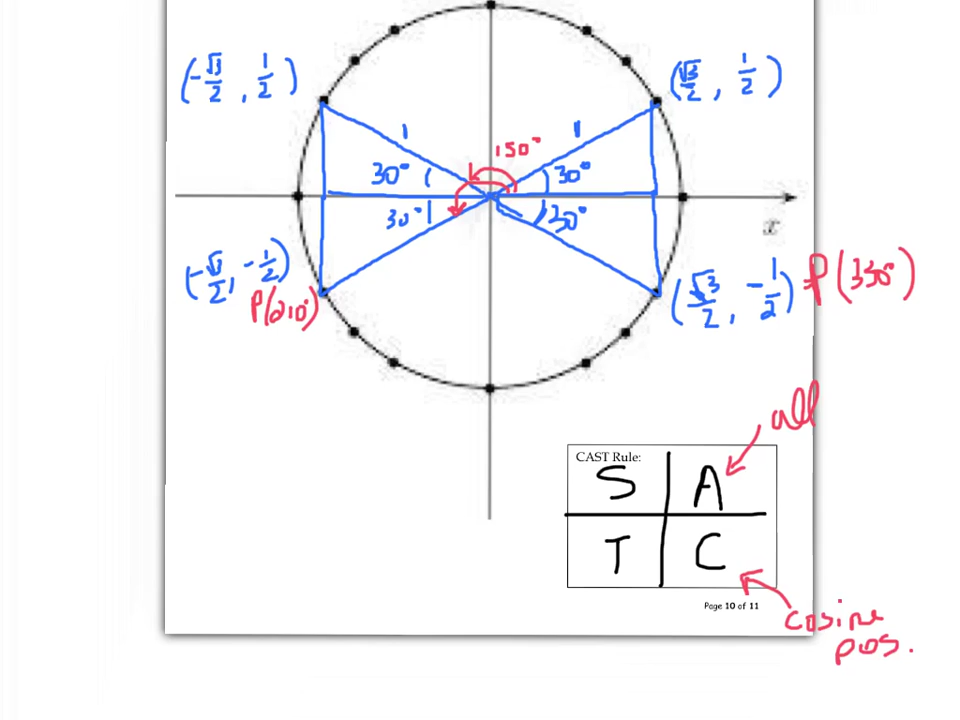 (-√3/2, 1/2)
(√3/2, 1/2)
1
1
150°
30°
30°
30°
30°
x
(-√3/2, -1/2)
P(210°)
(√3/2, -1/2) = P(330°)
all
CAST Rule:
S A
T C
Page 10 of 11
cosine
pos.